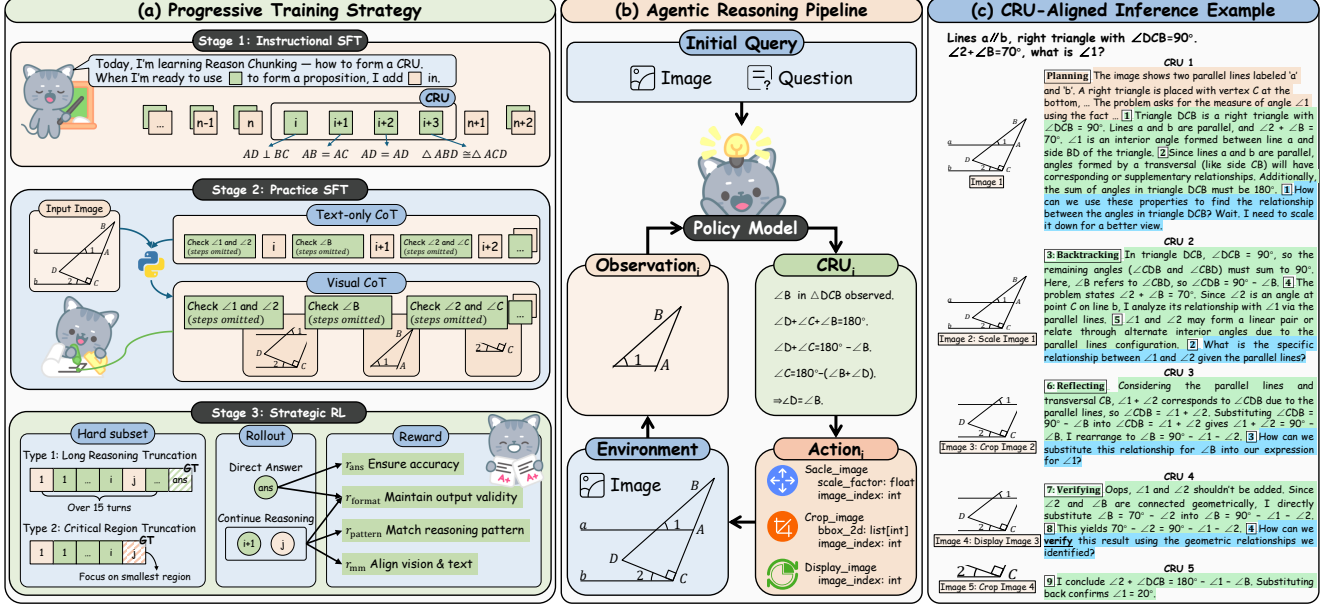 (a) Progressive Training Strategy
Stage 1: Instructional SFT
Today, I'm learning Reason Chunking — how to form a CRU.
When I'm ready to use to form a proposition, I add in.
CRU
... n-1 n i i+1 i+2 i+3 n+1 n+2
AD ⊥ BC AB = AC AD = AD △ ABD ≅△ ACD
Stage 2: Practice SFT
Input Image
B
a 1 A
D
b 2 C
Text-only CoT
Check ∠1 and ∠2
(steps omitted)
i
Check ∠B
(steps omitted)
i+1
Check ∠2 and ∠C
(steps omitted)
i+2
...
Visual CoT
Check ∠1 and ∠2
(steps omitted)
Check ∠B
(steps omitted)
Check ∠2 and ∠C
(steps omitted)
...
1
D
2 C
B
1 A
2 C
Stage 3: Strategic RL
Hard subset
Type 1: Long Reasoning Truncation
GT
1 1 ... i j ... ans
Over 15 turns
Type 2: Critical Region Truncation
GT
1 1 ... i j
Focus on smallest region
Rollout
Direct Answer
ans
Continue Reasoning
i+1 j
Reward
r_ans Ensure accuracy
r_format Maintain output validity
r_pattern Match reasoning pattern
r_mm Align vision & text
A+ A+
(b) Agentic Reasoning Pipeline
Initial Query
Image Question
Policy Model
Observation_i
B
1 A
CRU_i
∠B in △DCB observed.
∠D+∠C+∠B=180°.
∠D+∠C=180° −∠B.
∠C=180°−(∠B+∠D).
⇒∠D=∠B.
Environment
Image
B
a 1 A
D
b 2 C
Action_i
Sacle_image
scale_factor: float
image_index: int
Crop_image
bbox_2d: list[int]
image_index: int
Display_image
image_index: int
(c) CRU-Aligned Inference Example
Lines a//b, right triangle with ∠DCB=90°.
∠2+∠B=70°, what is ∠1?
CRU 1
B
a 1 A
D
b 2 C
Image 1
Planning The image shows two parallel lines labeled 'a'
and 'b'. A right triangle is placed with vertex C at the
bottom, … The problem asks for the measure of angle ∠1
using the fact … 1 Triangle DCB is a right triangle with
∠DCB = 90°. Lines a and b are parallel, and ∠2 + ∠B =
70°. ∠1 is an interior angle formed between line a and
side BD of the triangle. 2 Since lines a and b are parallel,
angles formed by a transversal (like side CB) will have
corresponding or supplementary relationships. Additionally,
the sum of angles in triangle DCB must be 180°. 1 How
can we use these properties to find the relationship
between the angles in triangle DCB? Wait. I need to scale
it down for a better view.
CRU 2
B
a 1 A
D
b 2 C
Image 2: Scale Image 1
3: Backtracking In triangle DCB, ∠DCB = 90°, so the
remaining angles (∠CDB and ∠CBD) must sum to 90°.
Here, ∠B refers to ∠CBD, so ∠CDB = 90° - ∠B. 4 The
problem states ∠2 + ∠B = 70°. Since ∠2 is an angle at
point C on line b, I analyze its relationship with ∠1 via the
parallel lines. 5 ∠1 and ∠2 may form a linear pair or
relate through alternate interior angles due to the
parallel lines configuration. 2 What is the specific
relationship between ∠1 and ∠2 given the parallel lines?
CRU 3
1
D
2 C
Image 3: Crop Image 2
6: Reflecting Considering the parallel lines and
transversal CB, ∠1 + ∠2 corresponds to ∠CDB due to the
parallel lines, so ∠CDB = ∠1 + ∠2. Substituting ∠CDB =
90° - ∠B into ∠CDB = ∠1 + ∠2 gives ∠1 + ∠2 = 90° -
∠B. I rearrange to ∠B = 90° - ∠1 - ∠2. 3 How can we
substitute this relationship for ∠B into our expression
for ∠1?
CRU 4
1
D
2 C
Image 4: Display Image 3
7: Verifying Oops, ∠1 and ∠2 shouldn't be added. Since
∠2 and ∠B are connected geometrically, I directly
substitute ∠B = 70° - ∠2 into ∠B = 90° - ∠1 - ∠2.
8 This yields 70° - ∠2 = 90° - ∠1 - ∠2. 4 How can we
verify this result using the geometric relationships we
identified?
CRU 5
2 C
Image 5: Crop Image 4
9 I conclude ∠2 + ∠DCB = 180° - ∠1 - ∠B. Substituting
back confirms ∠1 = 20°.